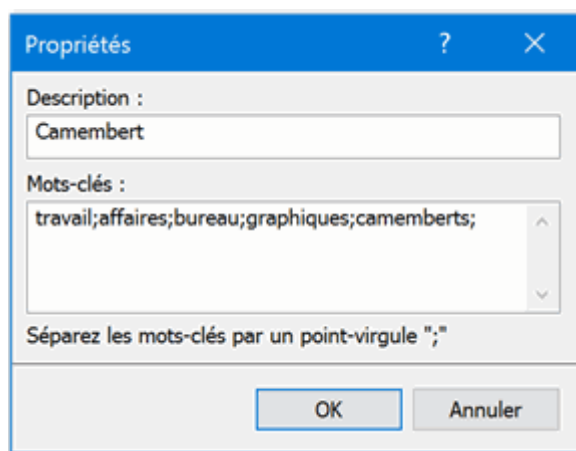 Propriétés
?
Description :
Camembert
Mots-clés :
travail;affaires;bureau;graphiques;camemberts;
Séparez les mots-clés par un point-virgule ";"
OK
Annuler